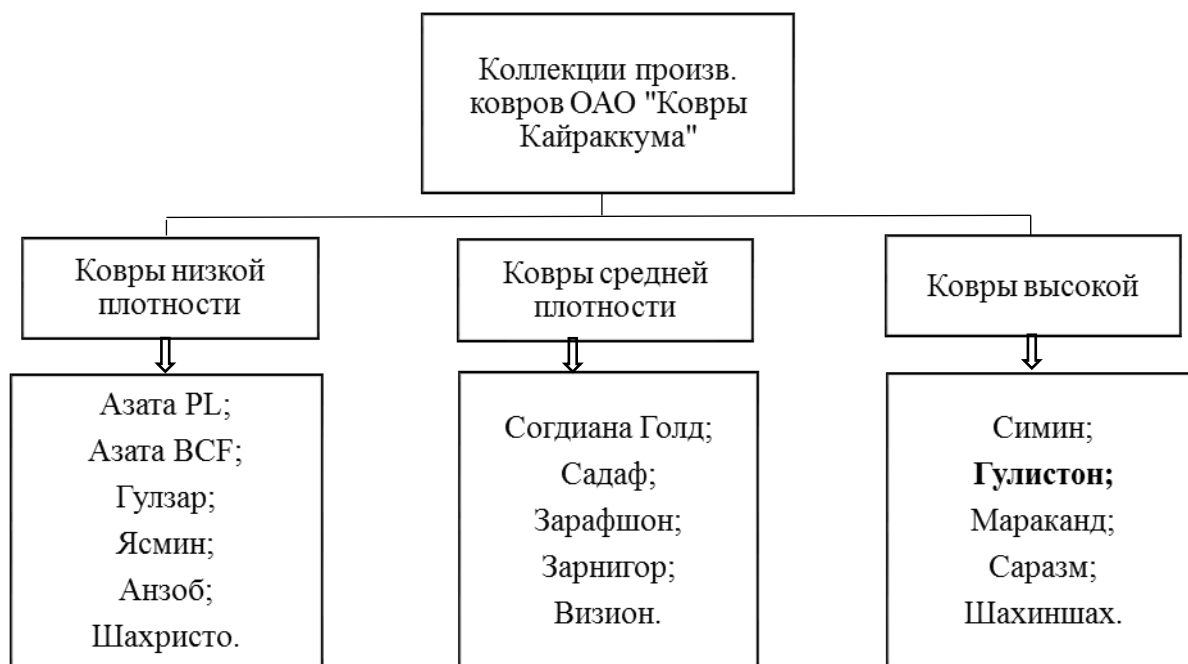 Коллекции произв.
ковров ОАО "Ковры
Кайраккума"
Ковры низкой
плотности
Ковры средней
плотности
Ковры высокой
Азата PL;
Азата BCF;
Гулзар;
Ясмин;
Анзоб;
Шахристо.
Согдиана Голд;
Садаф;
Зарафшон;
Зарнигор;
Визион.
Симин;
Гулистон;
Мараканд;
Саразм;
Шахиншах.